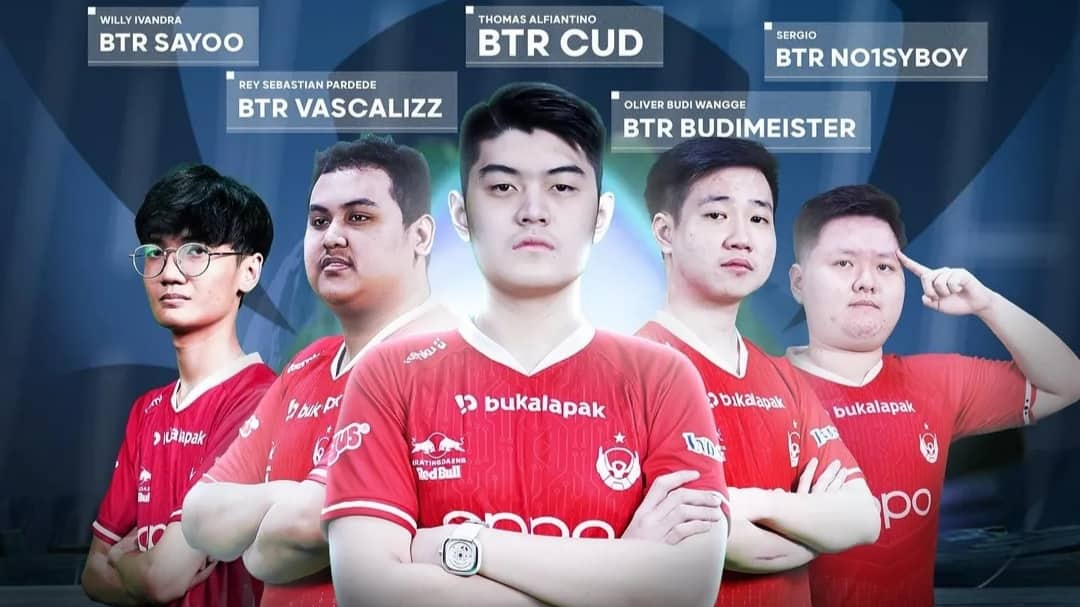 WILLY IVANDRA
BTR SAYOO
REY SEBASTIAN PARDEDE
BTR VASCALIZZ
THOMAS ALFIANTINO
BTR CUD
OLIVER BUDI WANGGE
BTR BUDIMEISTER
SERGIO
BTR NO1SYBOY
bukalapak
KRATINGDAENG
Red Bull
oppo
bukalapak
bukalapak